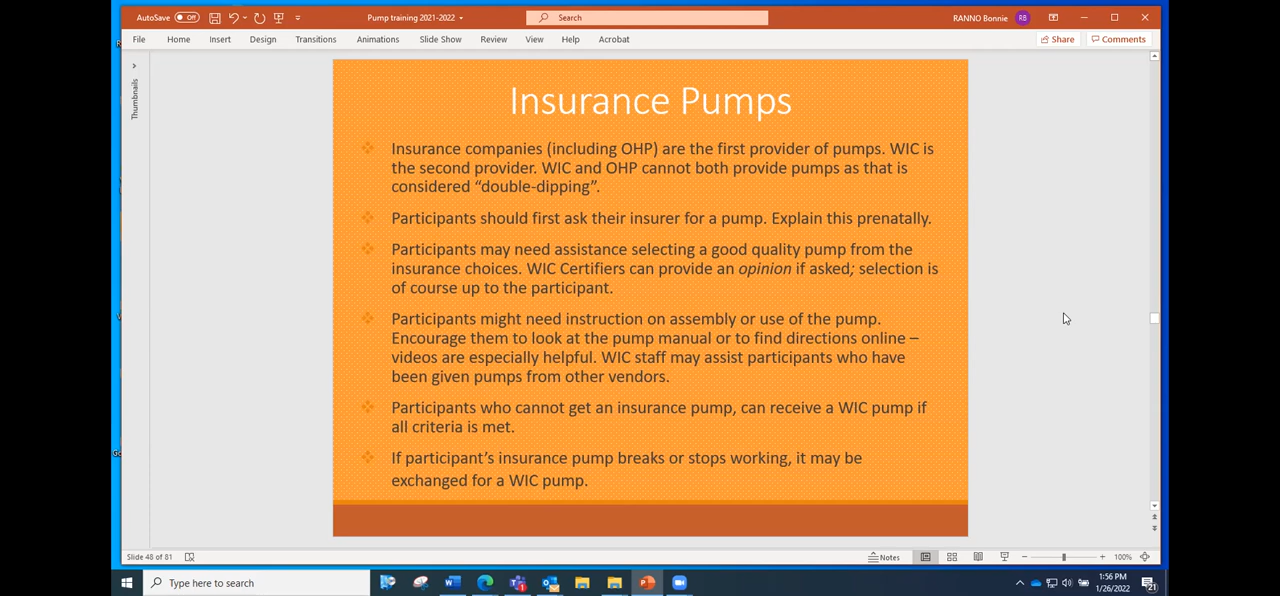 AutoSave Off
Pump training 2021-2022
Search
RANNO Bonnie RB
File Home Insert Design Transitions Animations Slide Show Review View Help Acrobat
Share Comments
Thumbnails
Insurance Pumps
Insurance companies (including OHP) are the first provider of pumps. WIC is
the second provider. WIC and OHP cannot both provide pumps as that is
considered “double-dipping”.
Participants should first ask their insurer for a pump. Explain this prenatally.
Participants may need assistance selecting a good quality pump from the
insurance choices. WIC Certifiers can provide an opinion if asked; selection is
of course up to the participant.
Participants might need instruction on assembly or use of the pump.
Encourage them to look at the pump manual or to find directions online –
videos are especially helpful. WIC staff may assist participants who have
been given pumps from other vendors.
Participants who cannot get an insurance pump, can receive a WIC pump if
all criteria is met.
If participant’s insurance pump breaks or stops working, it may be
exchanged for a WIC pump.
Slide 48 of 81
Notes
100%
Type here to search
1:56 PM
1/26/2022
21